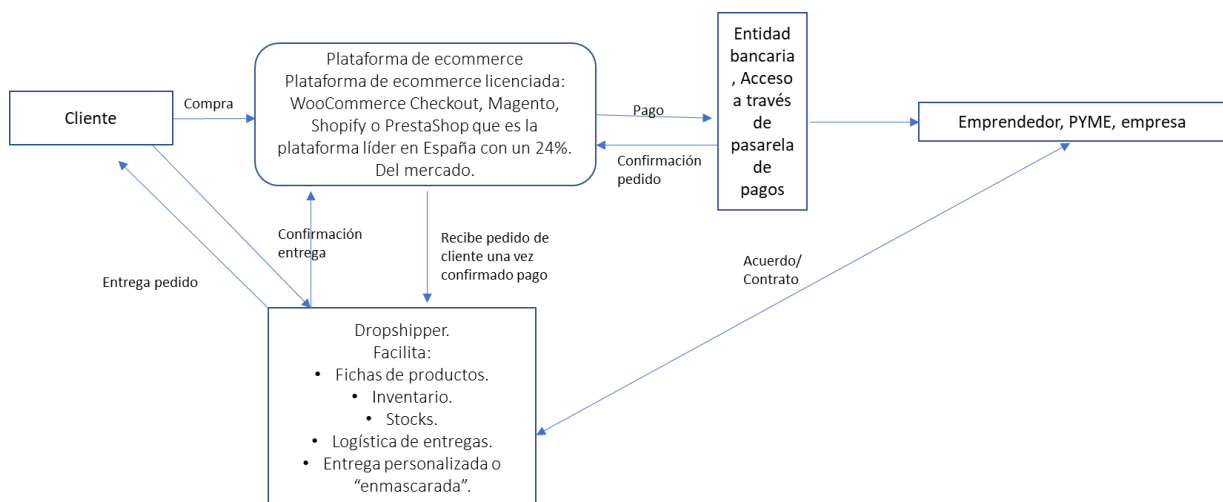 Plataforma de ecommerce
Plataforma de ecommerce licenciada:
WooCommerce Checkout, Magento,
Shopify o PrestaShop que es la
plataforma líder en España con un 24%.
Del mercado.
Entidad
bancaria
, Acceso
a través
de
pasarela
de
pagos
Cliente
Compra
Pago
Confirmación
pedido
Emprendedor, PYME, empresa
Confirmación
entrega
Recibe pedido de
cliente una vez
confirmado pago
Entrega pedido
Acuerdo/
Contrato
Dropshipper.
Facilita:
• Fichas de productos.
• Inventario.
• Stocks.
• Logística de entregas.
• Entrega personalizada o
“enmascarada”.